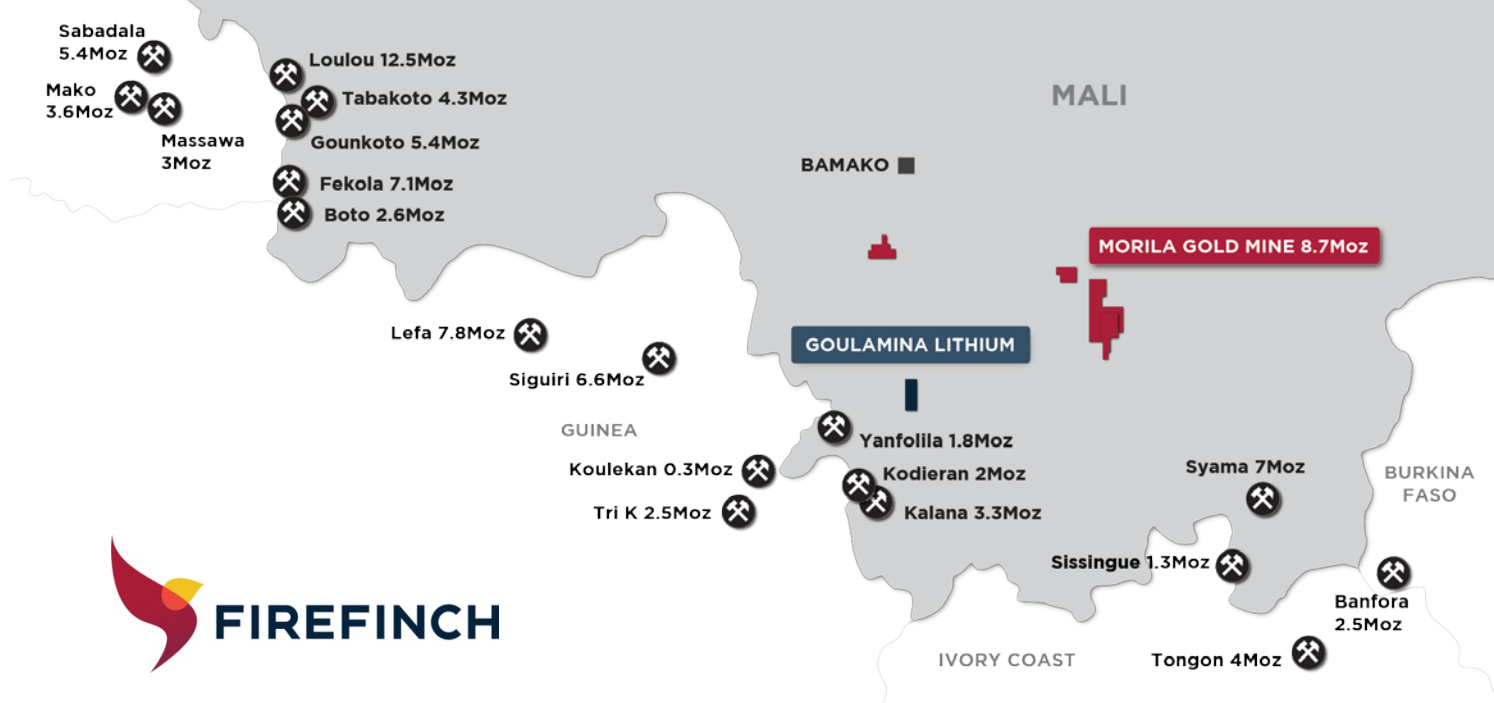 Sabadala
5.4Moz
Mako
3.6Moz
Massawa
3Moz
Loulou 12.5Moz
Tabakoto 4.3Moz
Gounkoto 5.4Moz
Fekola 7.1Moz
Boto 2.6Moz
MALI
BAMAKO
MORILA GOLD MINE 8.7Moz
Lefa 7.8Moz
Siguiri 6.6Moz
GOULAMINA LITHIUM
GUINEA
Yanfolila 1.8Moz
Koulekan 0.3Moz
Kodieran 2Moz
Tri K 2.5Moz
Kalana 3.3Moz
Syama 7Moz
BURKINA
FASO
Sissingue 1.3Moz
Banfora
2.5Moz
FIREFINCH
IVORY COAST
Tongon 4Moz